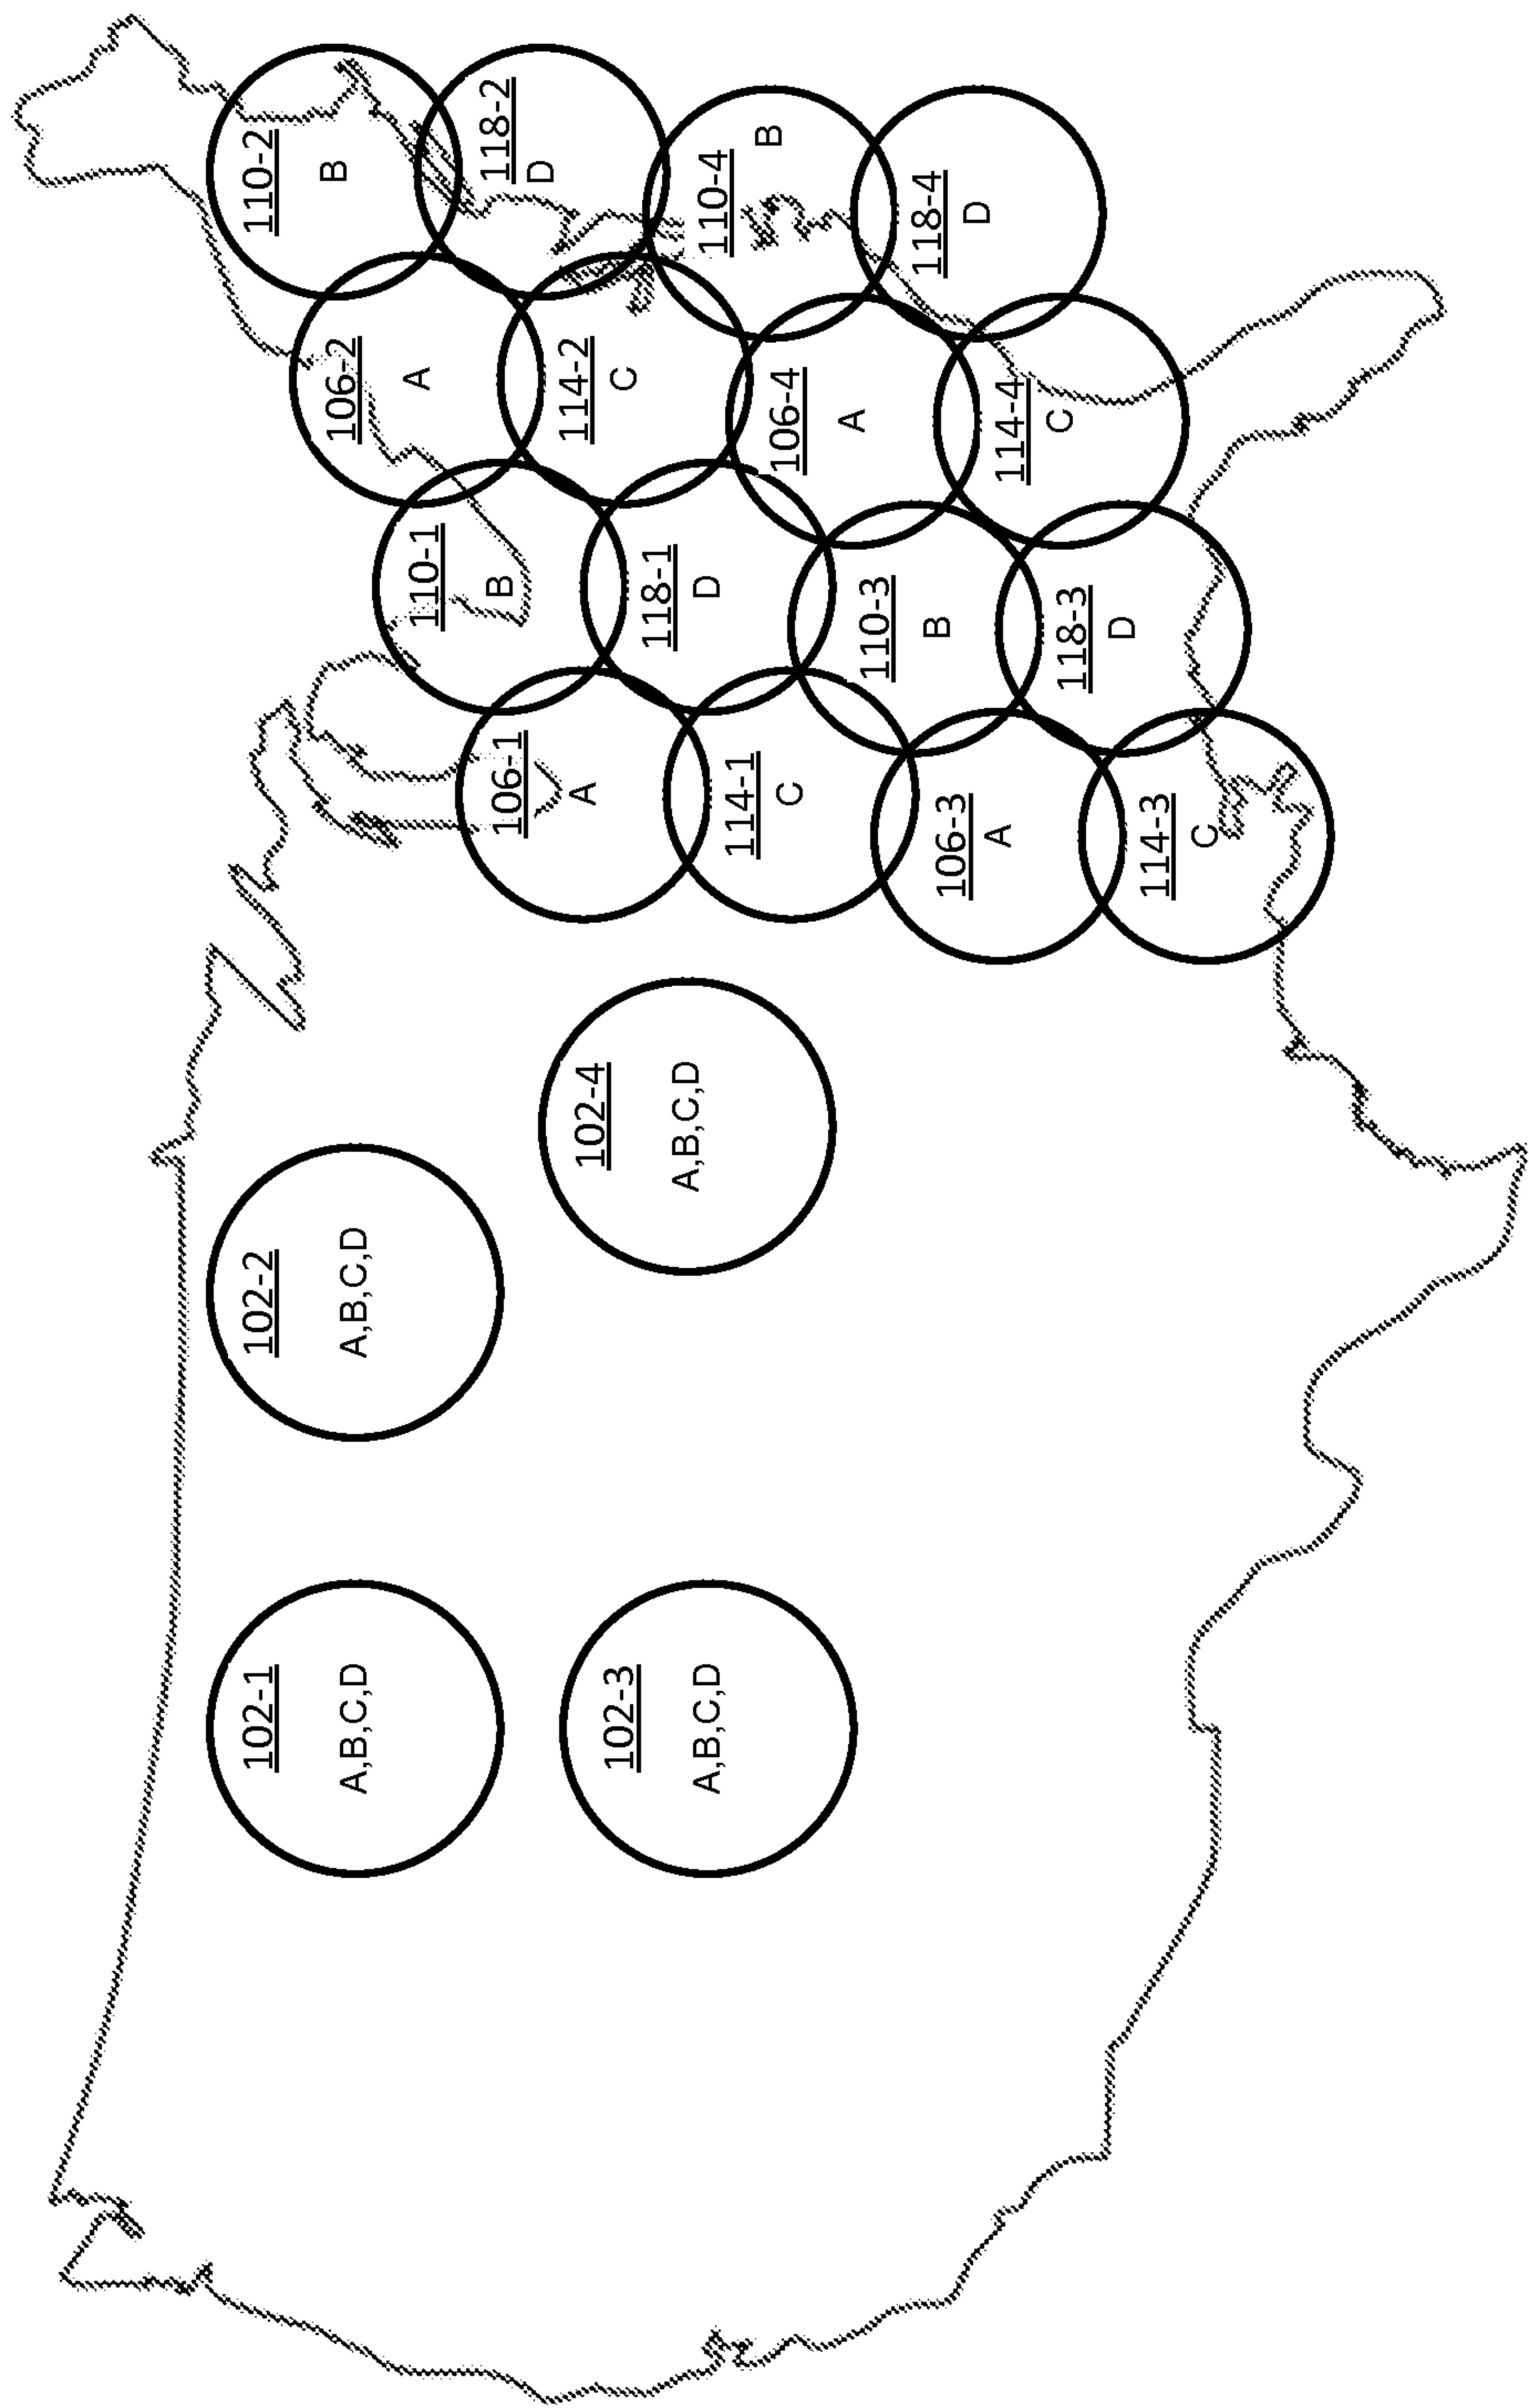 102-1
A,B,C,D
102-2
A,B,C,D
102-3
A,B,C,D
102-4
A,B,C,D
106-1
A
110-1
B
106-2
A
110-2
B
114-1
C
118-1
D
114-2
C
118-2
D
106-3
A
110-3
B
106-4
A
110-4
B
114-3
C
118-3
D
114-4
C
118-4
D